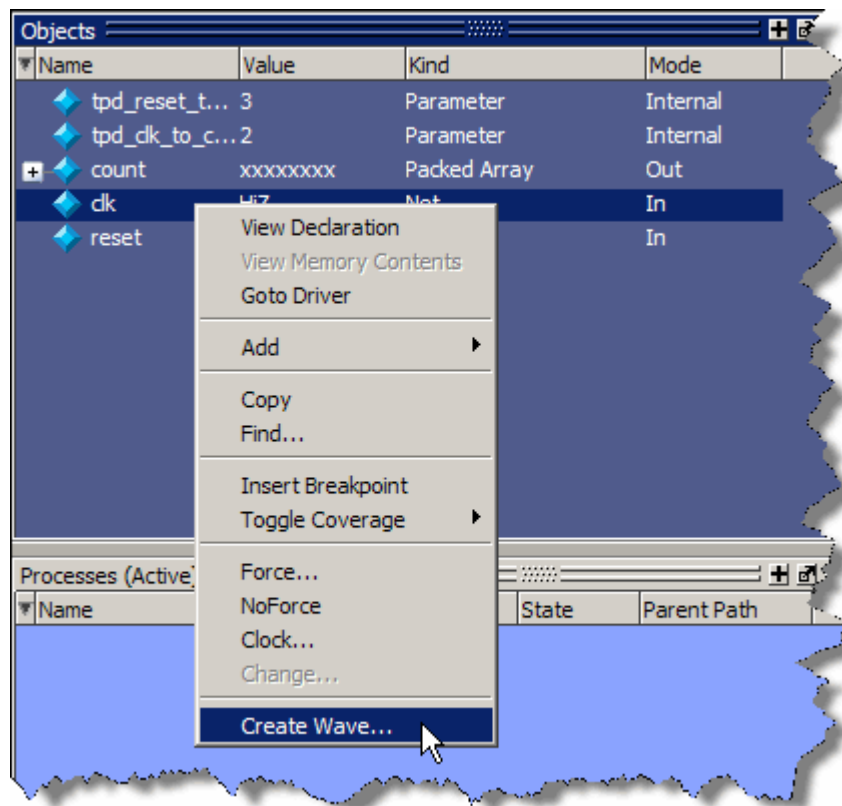 Objects
Name Value Kind Mode
tpd_reset_t... 3 Parameter Internal
tpd_clk_to_c... 2 Parameter Internal
count xxxxxxxx Packed Array Out
clk HiZ Net In
reset In
View Declaration
View Memory Contents
Goto Driver
Add
Copy
Find...
Insert Breakpoint
Toggle Coverage
Force...
NoForce
Clock...
Change...
Create Wave...
Processes (Active)
Name State Parent Path